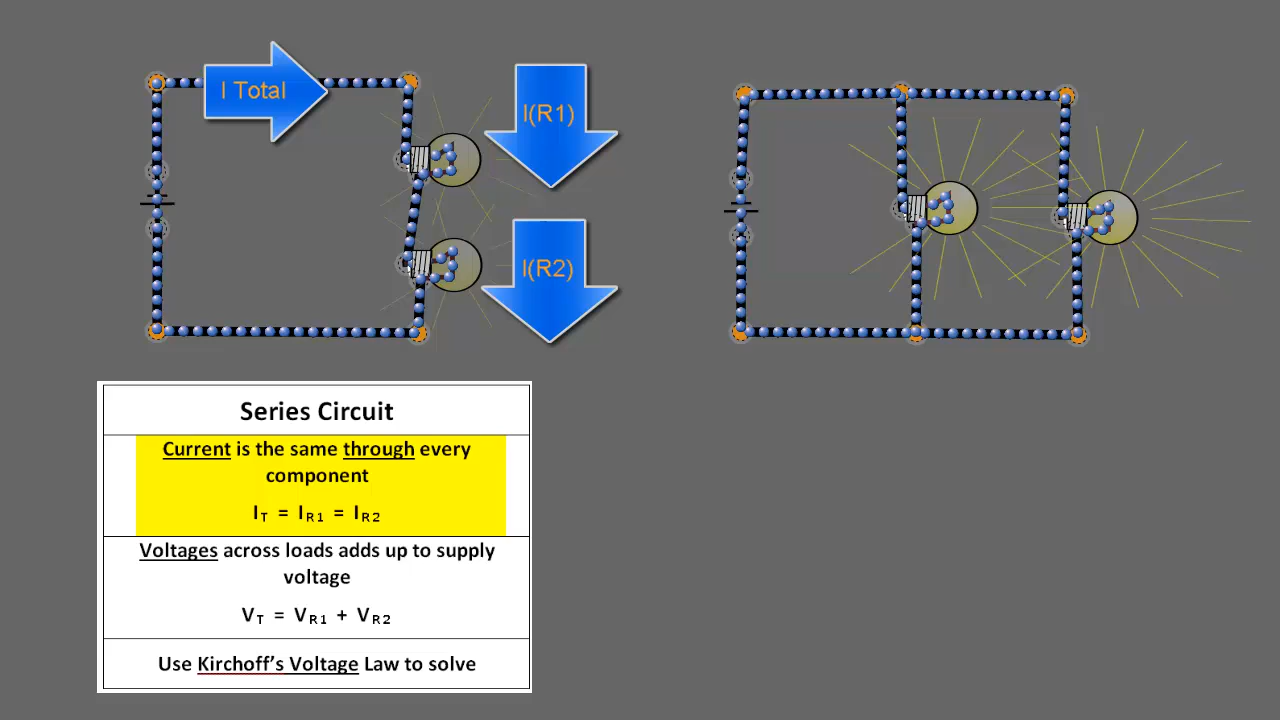 I Total
I(R1)
I(R2)
Series Circuit
Current is the same through every
component
IT = IR1 = IR2
Voltages across loads adds up to supply
voltage
VT = VR1 + VR2
Use Kirchoff's Voltage Law to solve